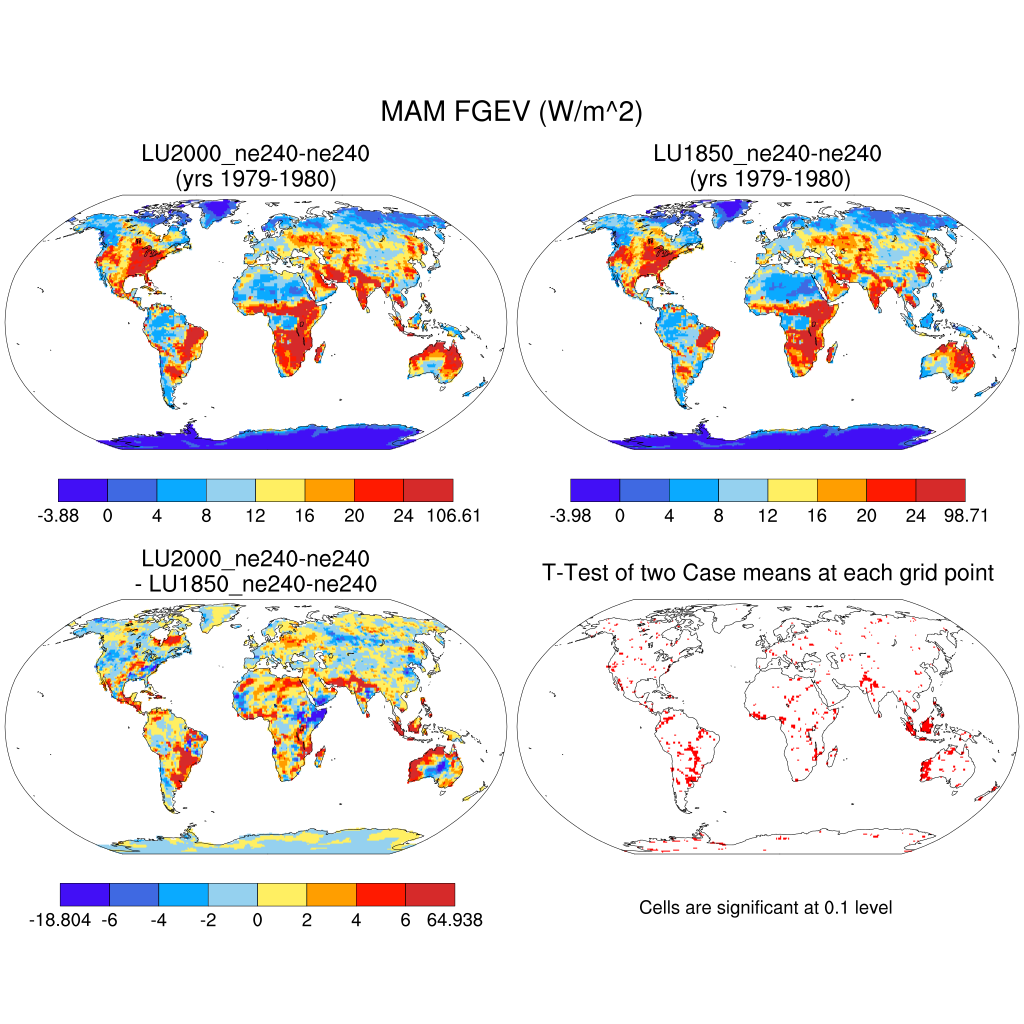 MAM FGEV (W/m^2)
LU2000_ne240-ne240
(yrs 1979-1980)
LU1850_ne240-ne240
(yrs 1979-1980)
-3.88 0 4 8 12 16 20 24 106.61
-3.98 0 4 8 12 16 20 24 98.71
LU2000_ne240-ne240
- LU1850_ne240-ne240
T-Test of two Case means at each grid point
-18.804 -6 -4 -2 0 2 4 6 64.938
Cells are significant at 0.1 level